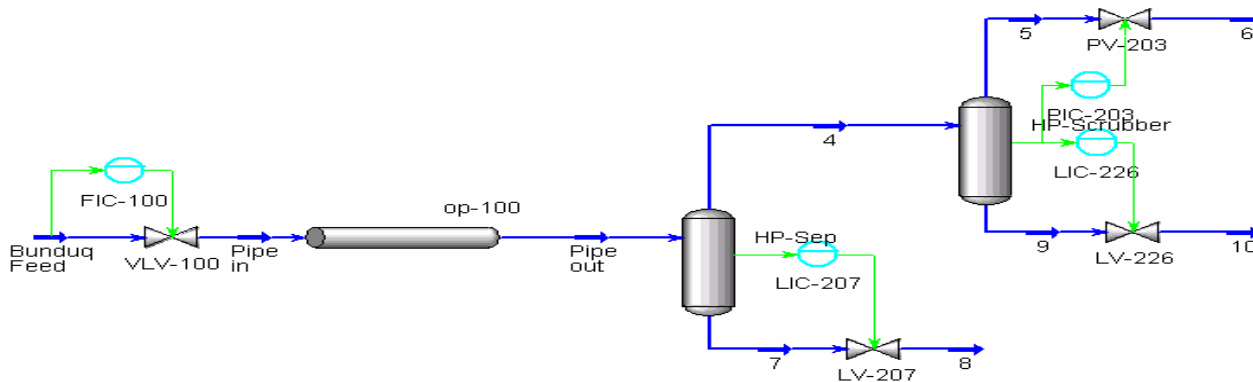 5
6
PV-203
PIC-203
HP-Scrubber
4
LIC-226
FIC-100
op-100
Bunduq
Feed
VLV-100
Pipe
in
Pipe
out
HP-Sep
LIC-207
9
10
LV-226
7
8
LV-207